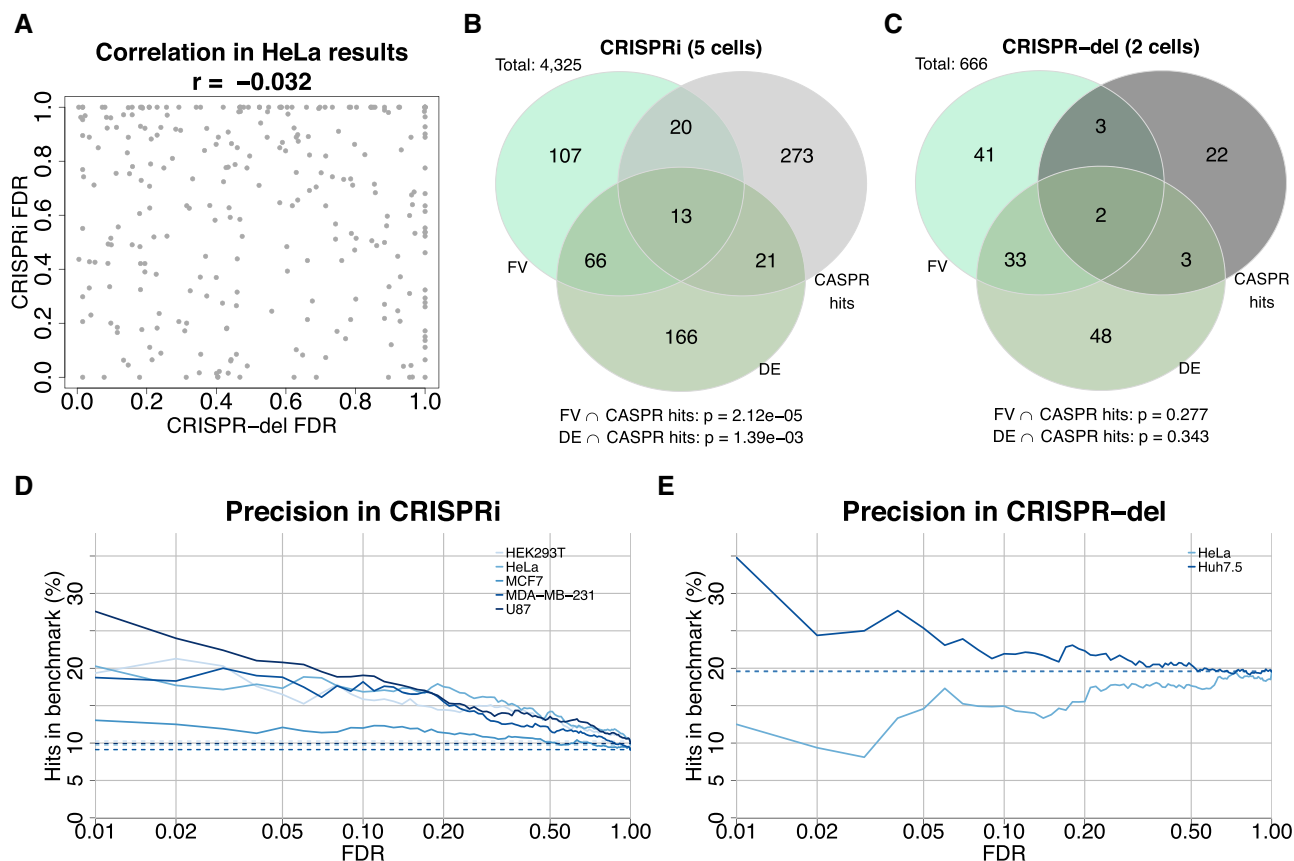 A
Correlation in HeLa results
r = −0.032
CRISPRi FDR
1.0
0.8
0.6
0.4
0.2
0.0
0.0 0.2 0.4 0.6 0.8 1.0
CRISPR−del FDR
B
CRISPRi (5 cells)
Total: 4,325
107
20
273
13
66
21
166
FV
CASPR
hits
DE
FV ∩ CASPR hits: p = 2.12e−05
DE ∩ CASPR hits: p = 1.39e−03
C
CRISPR−del (2 cells)
Total: 666
41
3
22
2
33
3
48
FV
CASPR
hits
DE
FV ∩ CASPR hits: p = 0.277
DE ∩ CASPR hits: p = 0.343
D
Precision in CRISPRi
Hits in benchmark (%)
30
20
10
5
0
HEK293T
HeLa
MCF7
MDA−MB−231
U87
0.01 0.02 0.05 0.10 0.20 0.50 1.00
FDR
E
Precision in CRISPR−del
Hits in benchmark (%)
30
20
10
5
0
HeLa
Huh7.5
0.01 0.02 0.05 0.10 0.20 0.50 1.00
FDR